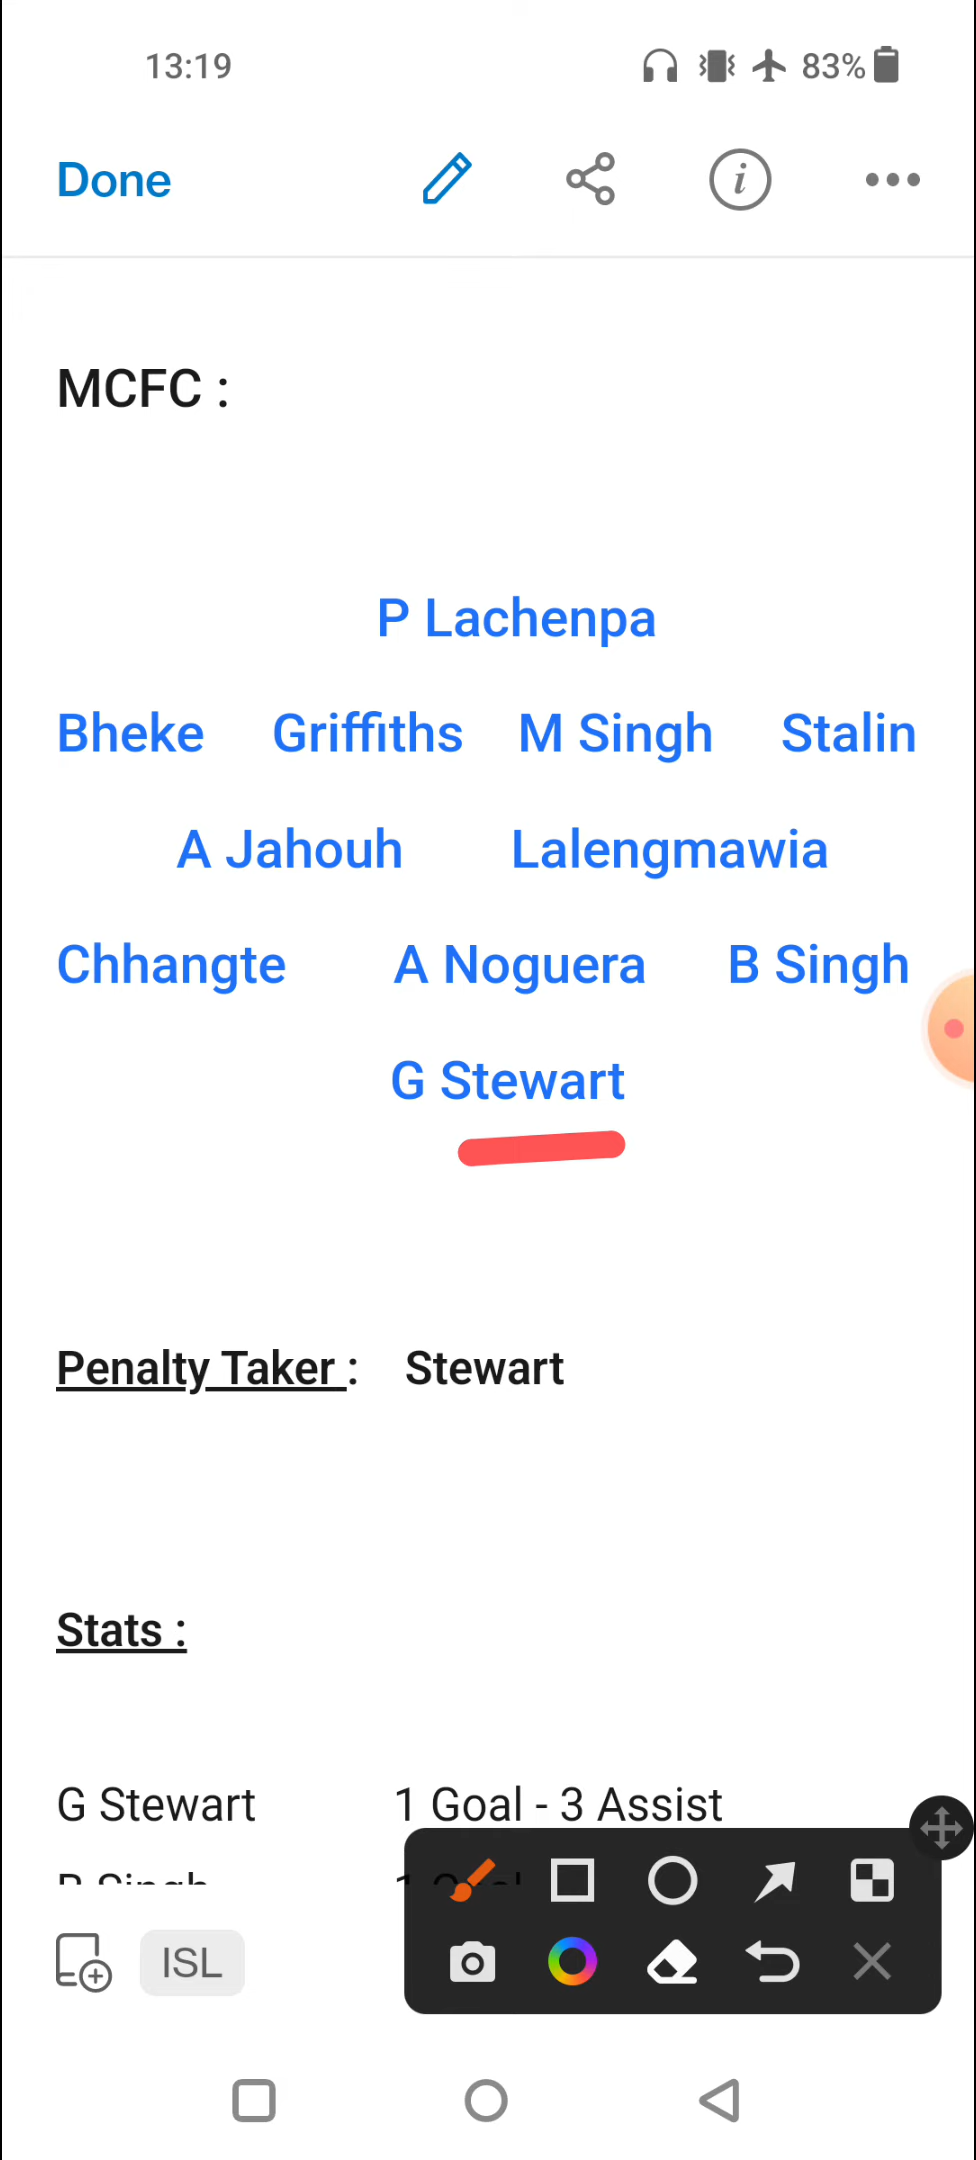 13:19 83%
Done
MCFC :
P Lachenpa
Bheke Griffiths M Singh Stalin
A Jahouh Lalengmawia
Chhangte A Noguera B Singh
G Stewart
Penalty Taker : Stewart
Stats :
G Stewart 1 Goal - 3 Assist
ISL